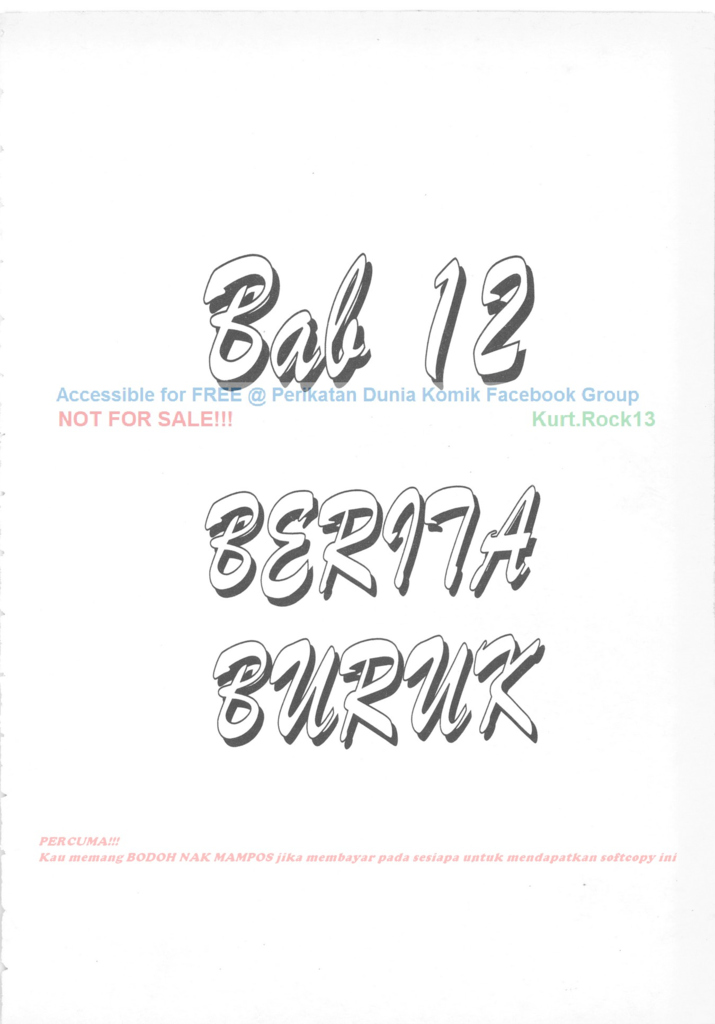 Bab 12
Accessible for FREE @ Perikatan Dunia Komik Facebook Group
NOT FOR SALE!!! Kurt.Rock13
BERITA
BURUK
PERCUMA!!!
Kau memang BODOH NAK MAMPOS jika membayar pada sesiapa untuk mendapatkan softcopy ini